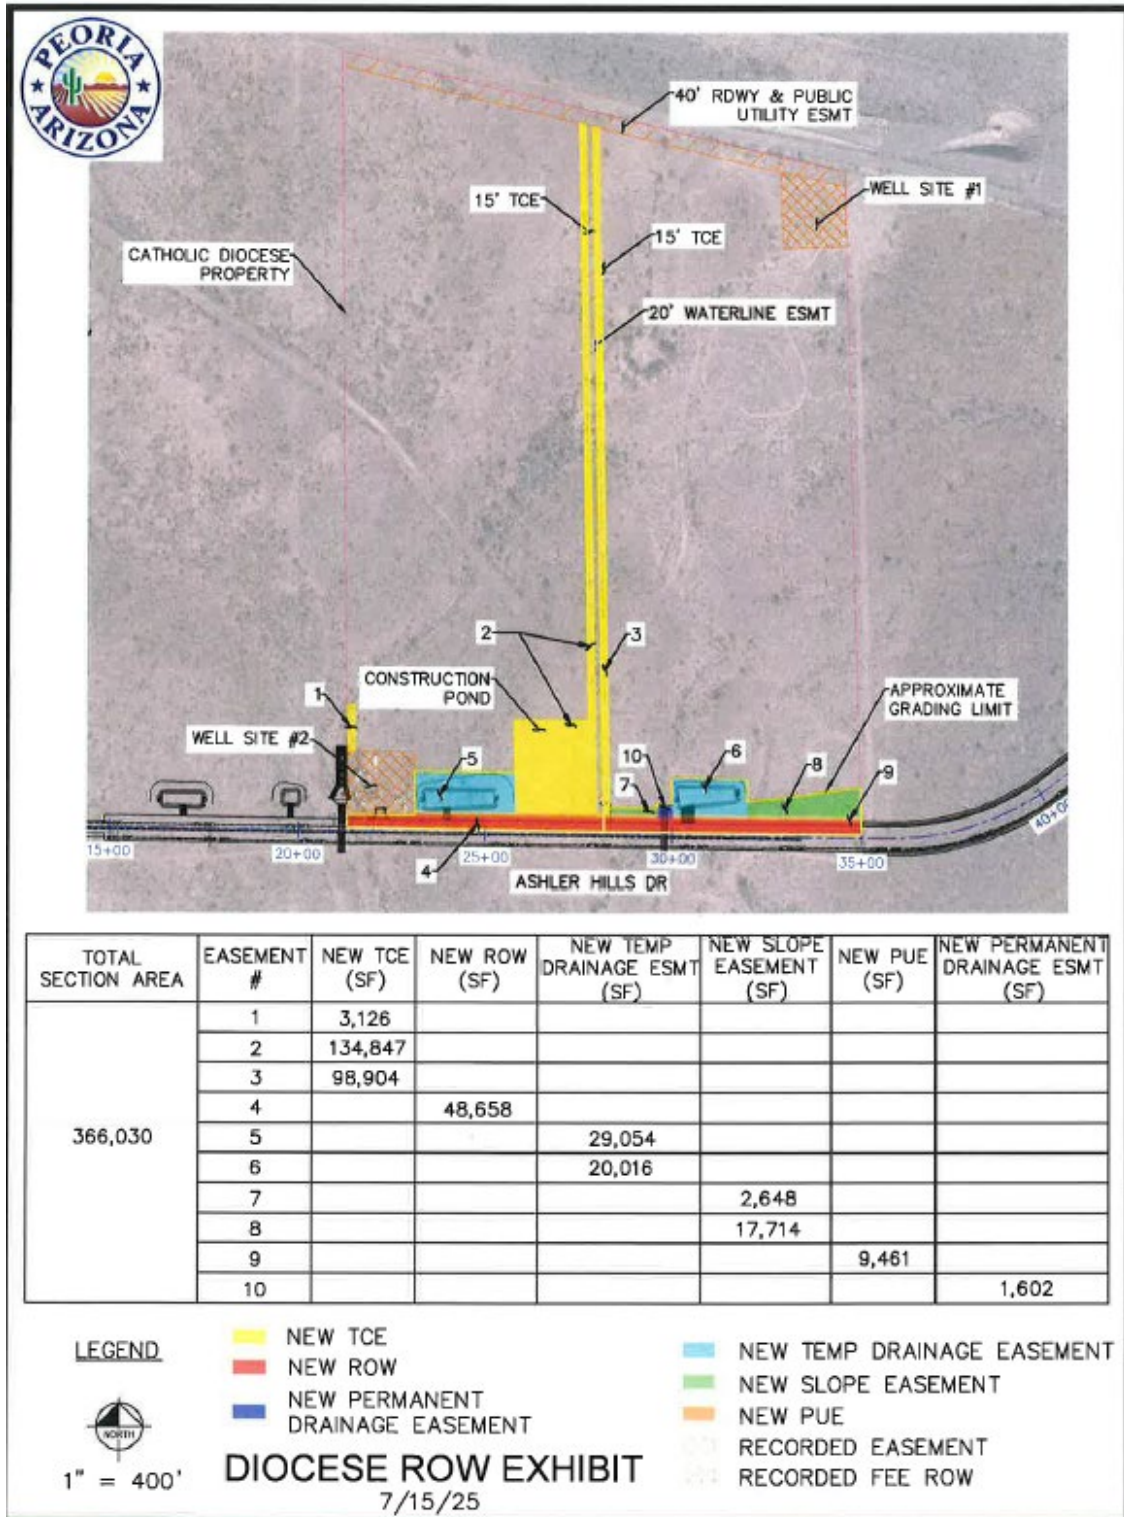 PEORIA
ARIZONA
40' RDWY & PUBLIC
UTILITY ESMT
15' TCE
WELL SITE #1
15' TCE
CATHOLIC DIOCESE
PROPERTY
20' WATERLINE ESMT
2
3
CONSTRUCTION
POND
APPROXIMATE
GRADING LIMIT
1
WELL SITE #2
5
10
6
7
8
9
15+00
20+00
4
25+00
30+00
35+00
40+00
ASHLER HILLS DR
TOTAL
SECTION AREA
EASEMENT
#
NEW TCE
(SF)
NEW ROW
(SF)
NEW TEMP
DRAINAGE ESMT
(SF)
NEW SLOPE
EASEMENT
(SF)
NEW PUE
(SF)
NEW PERMANENT
DRAINAGE ESMT
(SF)
366,030
1 3,126
2 134,847
3 98,904
4 48,658
5 29,054
6 20,016
7 2,648
8 17,714
9 9,461
10 1,602
LEGEND
NEW TCE
NEW ROW
NEW PERMANENT
DRAINAGE EASEMENT
NEW TEMP DRAINAGE EASEMENT
NEW SLOPE EASEMENT
NEW PUE
RECORDED EASEMENT
RECORDED FEE ROW
NORTH
1" = 400'
DIOCESE ROW EXHIBIT
7/15/25